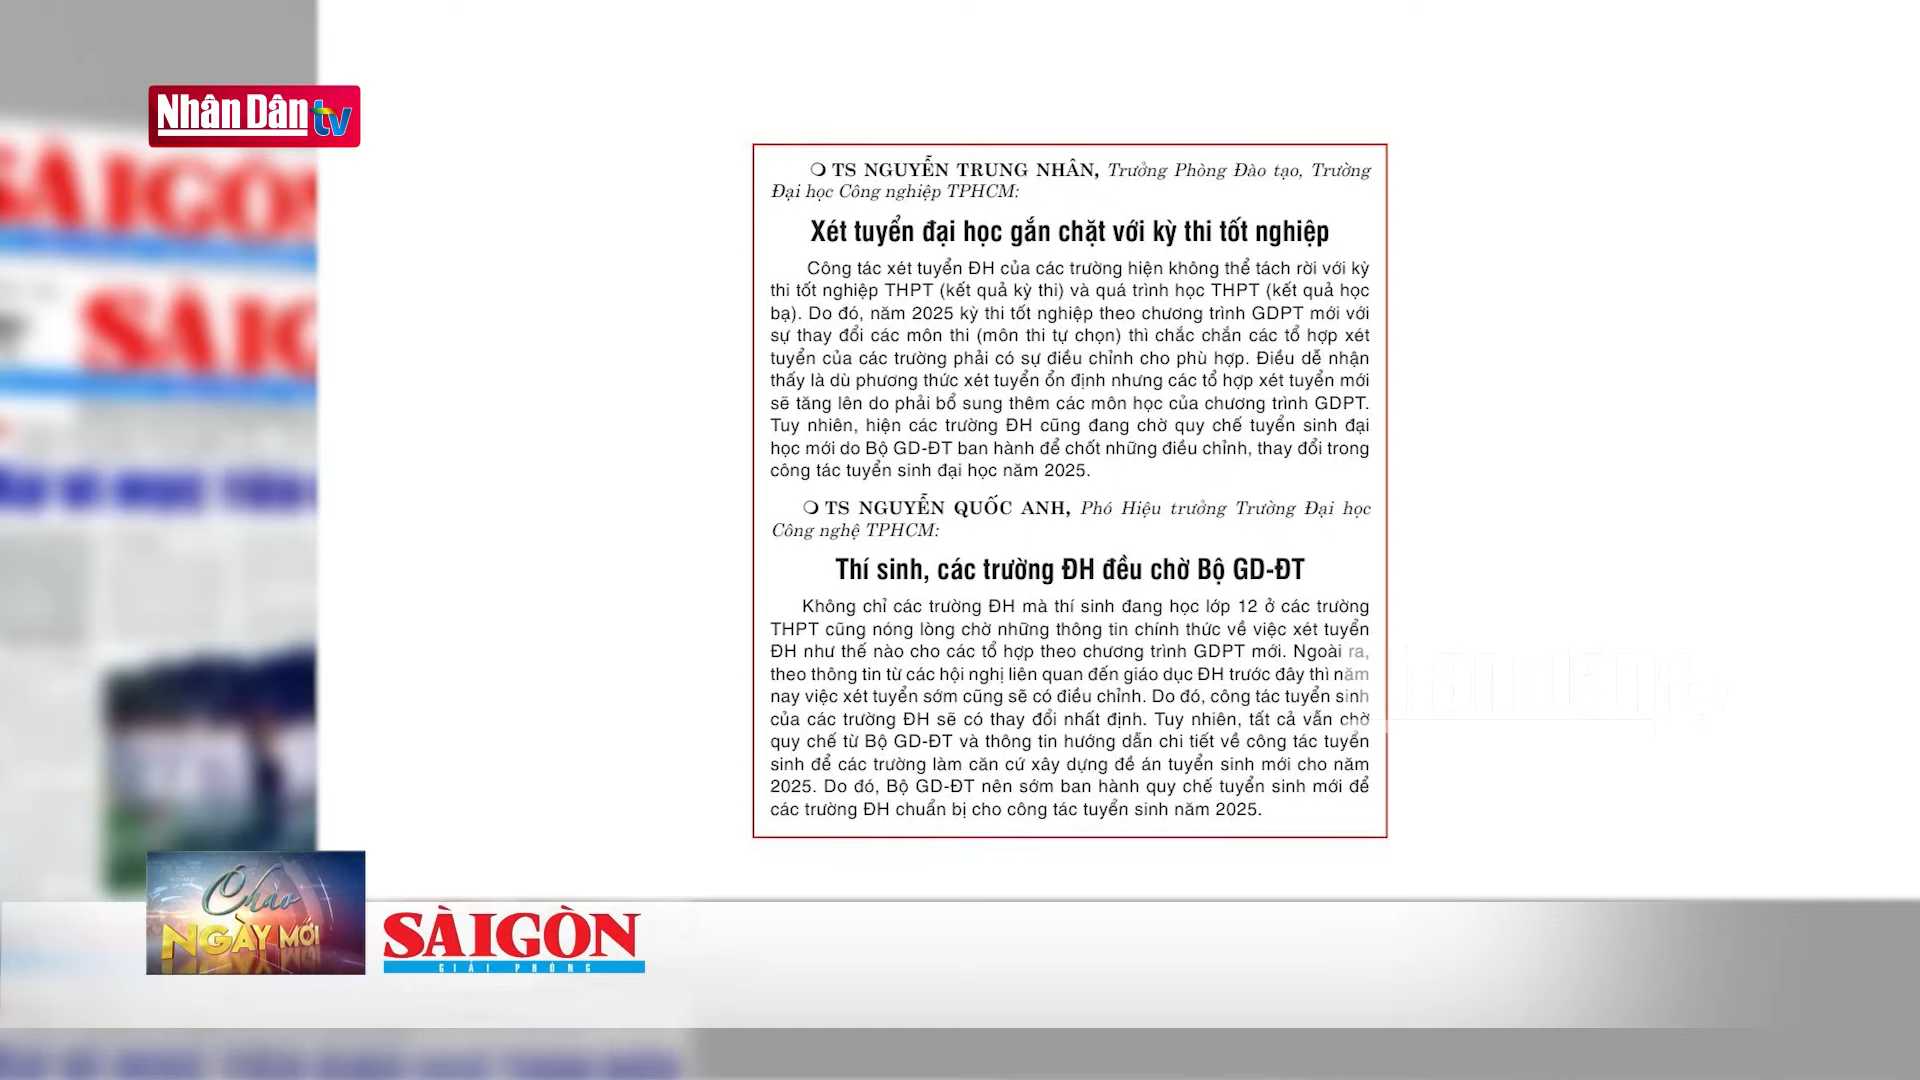 Nhân Dân tv
SÀIGÒN
SÀIGÒN
TS NGUYỄN TRUNG NHÂN, Trưởng Phòng Đào tạo, Trường
Đại học Công nghiệp TPHCM:
Xét tuyển đại học gắn chặt với kỳ thi tốt nghiệp
Công tác xét tuyển ĐH của các trường hiện không thể tách rời với kỳ
thi tốt nghiệp THPT (kết quả kỳ thi) và quá trình học THPT (kết quả học
bạ). Do đó, năm 2025 kỳ thi tốt nghiệp theo chương trình GDPT mới với
sự thay đổi các môn thi (môn thi tự chọn) thì chắc chắn các tổ hợp xét
tuyển của các trường phải có sự điều chỉnh cho phù hợp. Điều dễ nhận
thấy là dù phương thức xét tuyển ổn định nhưng các tổ hợp xét tuyển mới
sẽ tăng lên do phải bổ sung thêm các môn học của chương trình GDPT.
Tuy nhiên, hiện các trường ĐH cũng đang chờ quy chế tuyển sinh đại
học mới do Bộ GD-ĐT ban hành để chốt những điều chỉnh, thay đổi trong
công tác tuyển sinh đại học năm 2025.
TS NGUYỄN QUỐC ANH, Phó Hiệu trưởng Trường Đại học
Công nghệ TPHCM:
Thí sinh, các trường ĐH đều chờ Bộ GD-ĐT
Không chỉ các trường ĐH mà thí sinh đang học lớp 12 ở các trường
THPT cũng nóng lòng chờ những thông tin chính thức về việc xét tuyển
ĐH như thế nào cho các tổ hợp theo chương trình GDPT mới. Ngoài ra,
theo thông tin từ các hội nghị liên quan đến giáo dục ĐH trước đây thì năm
nay việc xét tuyển sớm cũng sẽ có điều chỉnh. Do đó, công tác tuyển sinh
của các trường ĐH sẽ có thay đổi nhất định. Tuy nhiên, tất cả vẫn chờ
quy chế từ Bộ GD-ĐT và thông tin hướng dẫn chi tiết về công tác tuyển
sinh để các trường làm căn cứ xây dựng đề án tuyển sinh mới cho năm
2025. Do đó, Bộ GD-ĐT nên sớm ban hành quy chế tuyển sinh mới để
các trường ĐH chuẩn bị cho công tác tuyển sinh năm 2025.
Chào
NGÀY MỚI
SÀIGÒN
GIẢI PHÓNG